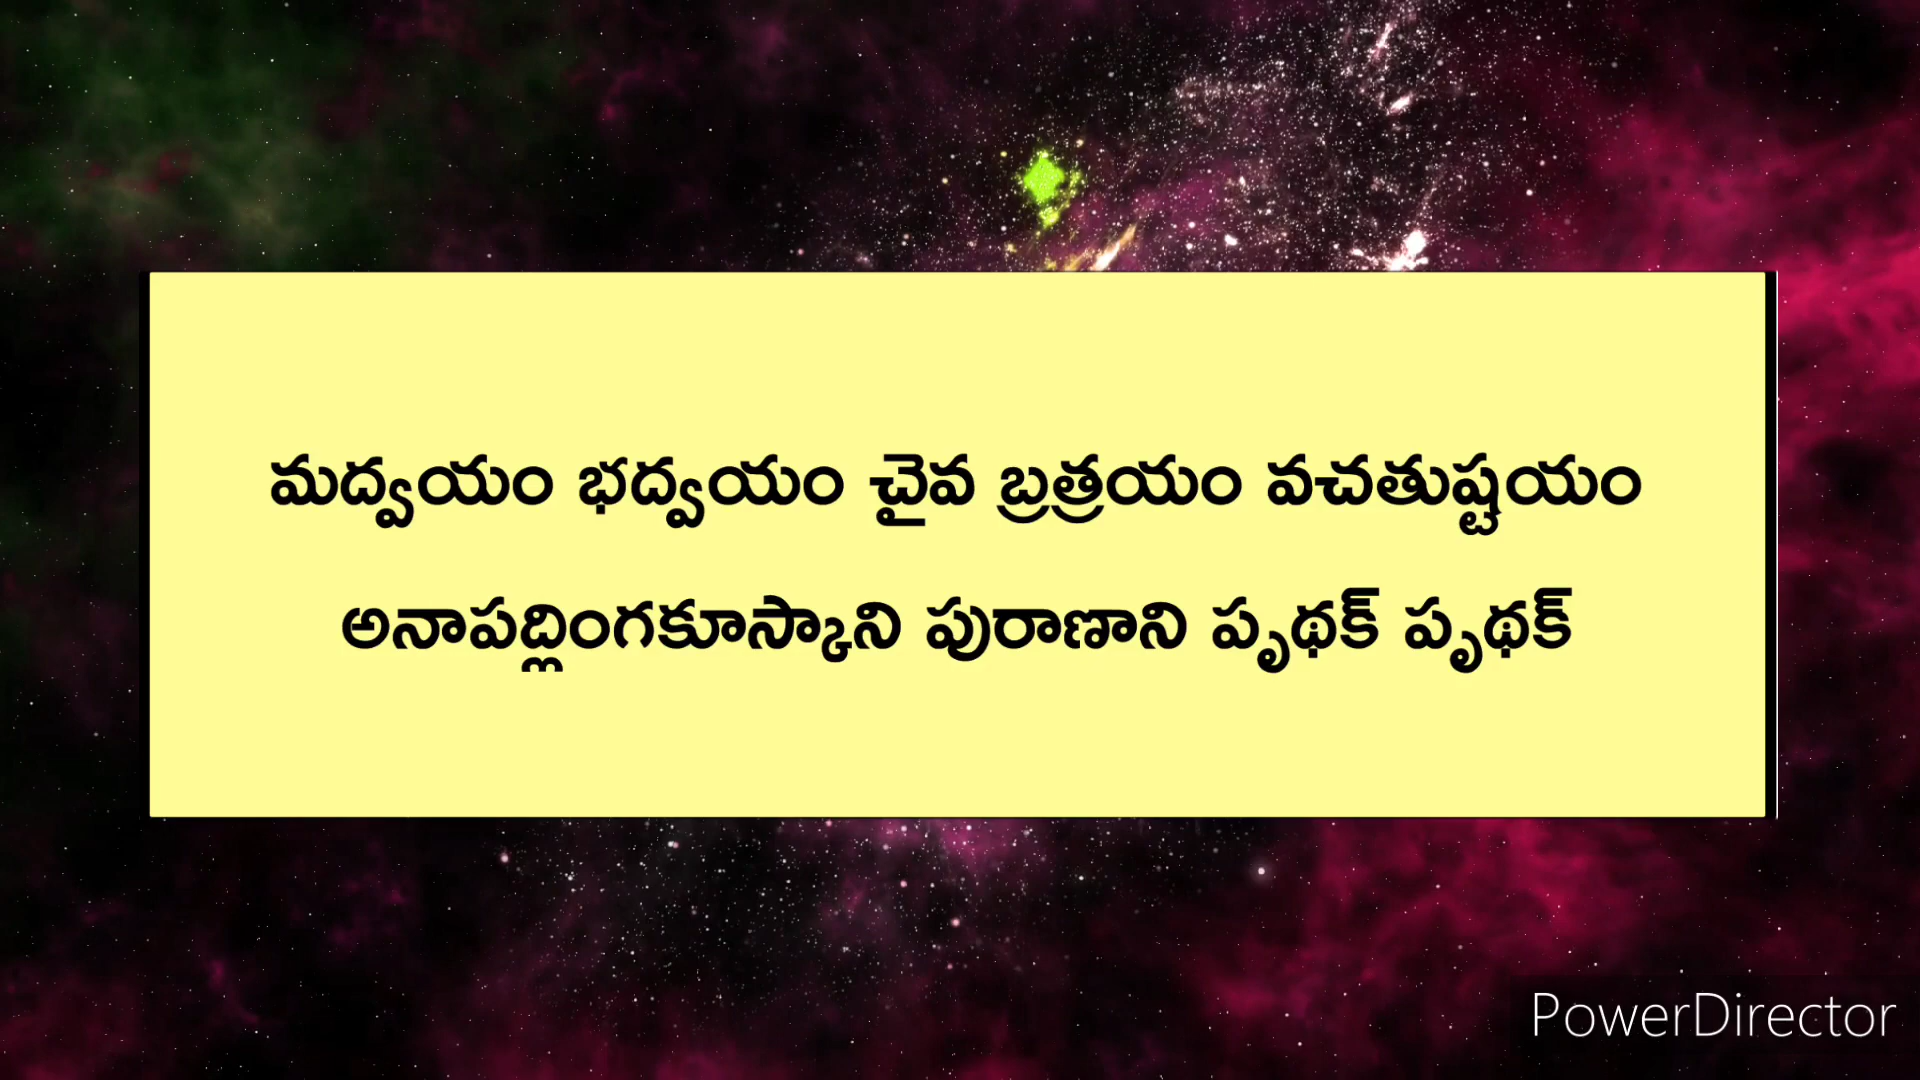 మద్వయం భద్వయం చైవ బ్రత్రయం వచతుష్టయం
అనాపద్లింగకూస్కాని పురాణాని పృథక్ పృథక్
PowerDirector